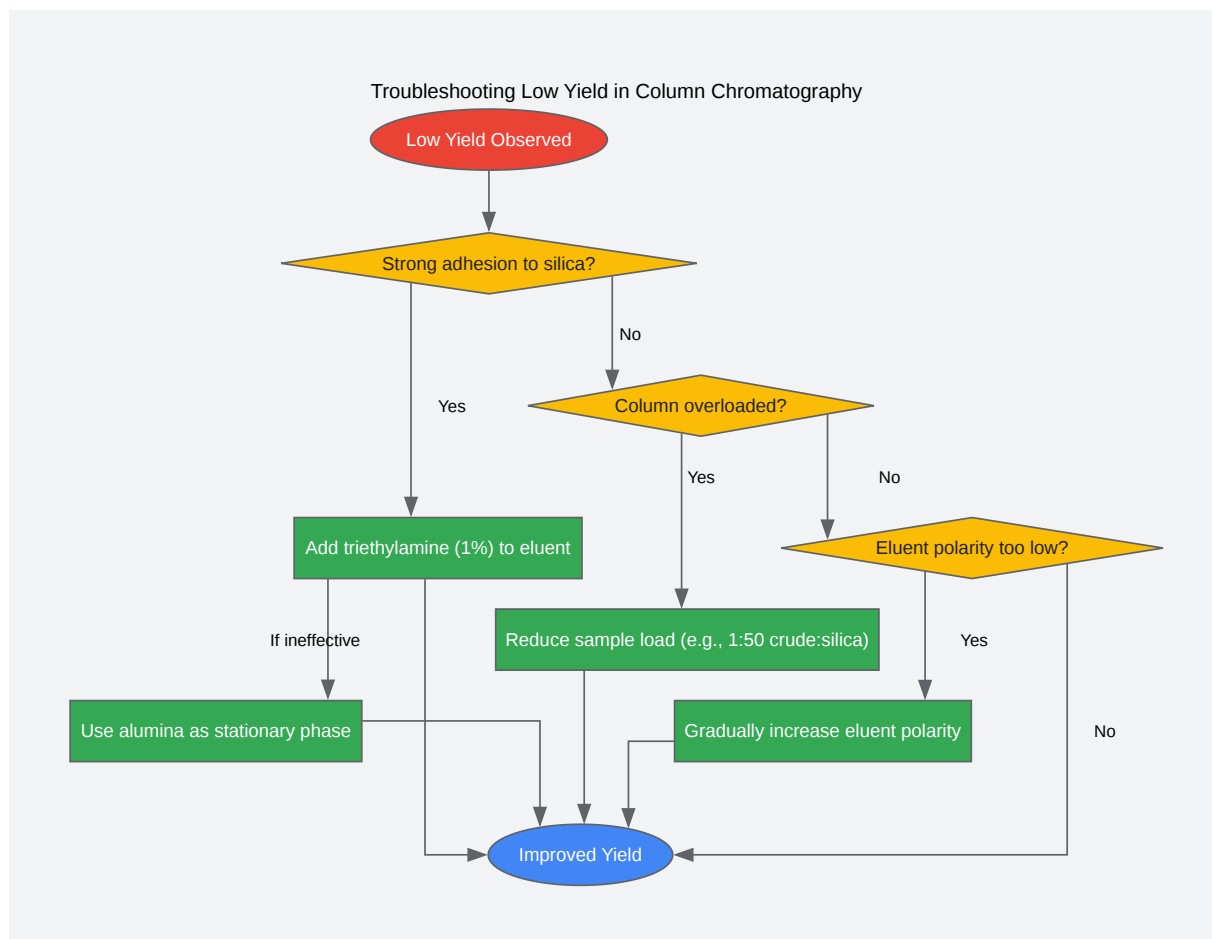 Troubleshooting Low Yield in Column Chromatography
Low Yield Observed
Strong adhesion to silica?
No
Yes
Column overloaded?
Yes
No
Add triethylamine (1%) to eluent
Eluent polarity too low?
If ineffective
Reduce sample load (e.g., 1:50 crude:silica)
Yes
Use alumina as stationary phase
Gradually increase eluent polarity
No
Improved Yield